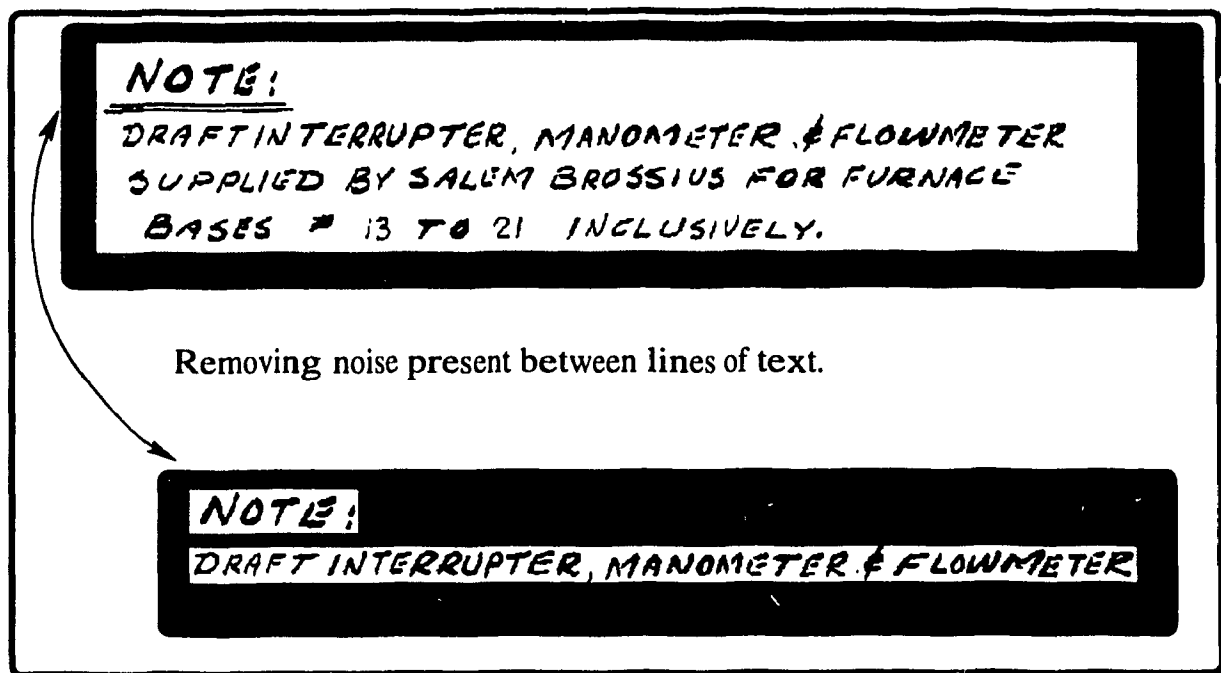 NOTE:
DRAFT INTERRUPTER, MANOMETER & FLOWMETER
SUPPLIED BY SALEM BROSSIUS FOR FURNACE
BASES # 13 TO 21 INCLUSIVELY.
Removing noise present between lines of text.
NOTE:
DRAFT INTERRUPTER, MANOMETER & FLOWMETER